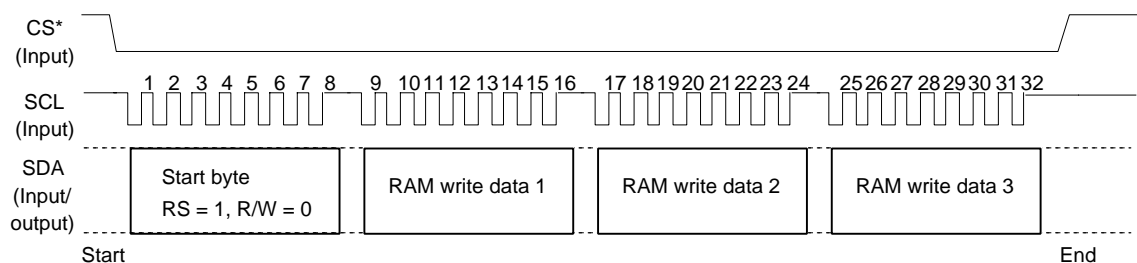 CS*
(Input)
1 2 3 4 5 6 7 8 9 10 11 12 13 14 15 16 17 18 19 20 21 22 23 24 25 26 27 28 29 30 31 32
SCL
(Input)
SDA
(Input/
output)
Start byte
RS = 1, R/W = 0
RAM write data 1
RAM write data 2
RAM write data 3
Start
End